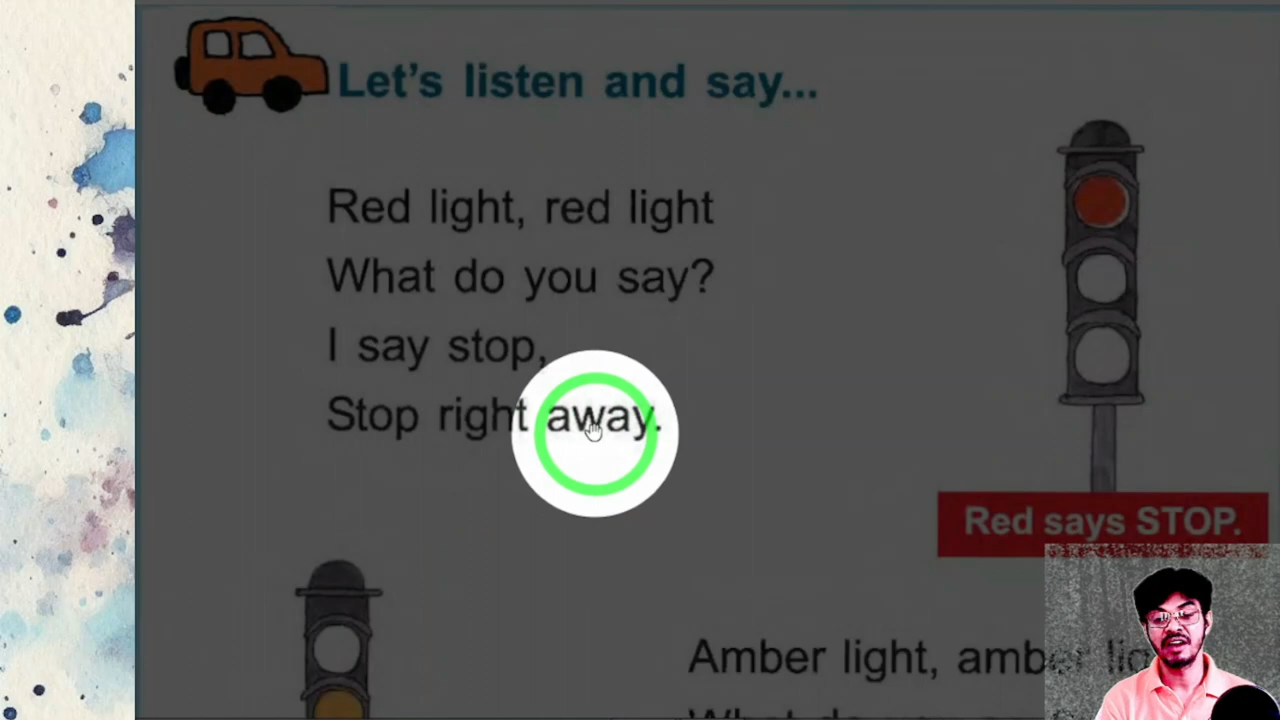 Let's listen and say...
Red light, red light
What do you say?
I say stop,
Stop right away.
Red says STOP.
Amber light, amber